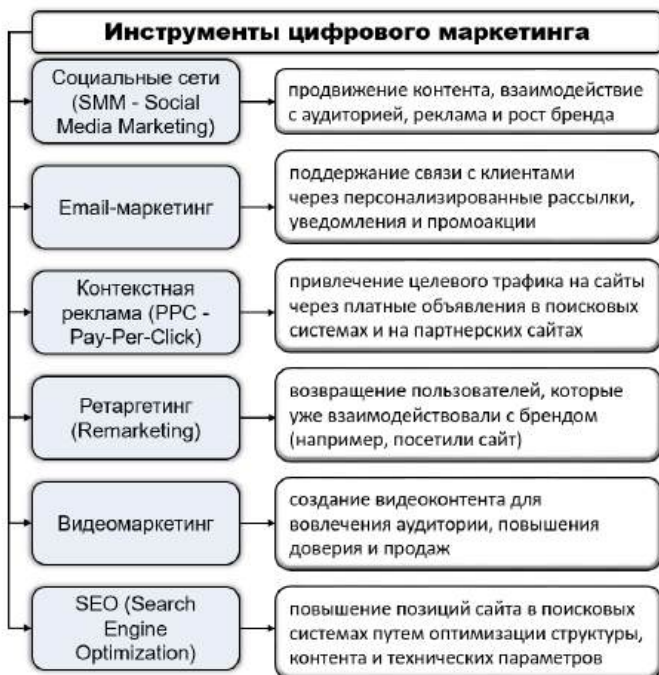 Инструменты цифрового маркетинга
Социальные сети
(SMM - Social
Media Marketing)
продвижение контента, взаимодействие
с аудиторией, реклама и рост бренда
Email-маркетинг
поддержание связи с клиентами
через персонализированные рассылки,
уведомления и промоакции
Контекстная
реклама (PPC -
Pay-Per-Click)
привлечение целевого трафика на сайты
через платные объявления в поисковых
системах и на партнерских сайтах
Ретаргетинг
(Remarketing)
возвращение пользователей, которые
уже взаимодействовали с брендом
(например, посетили сайт)
Видеомаркетинг
создание видеоконтента для
вовлечения аудитории, повышения
доверия и продаж
SEO (Search
Engine
Optimization)
повышение позиций сайта в поисковых
системах путем оптимизации структуры,
контента и технических параметров